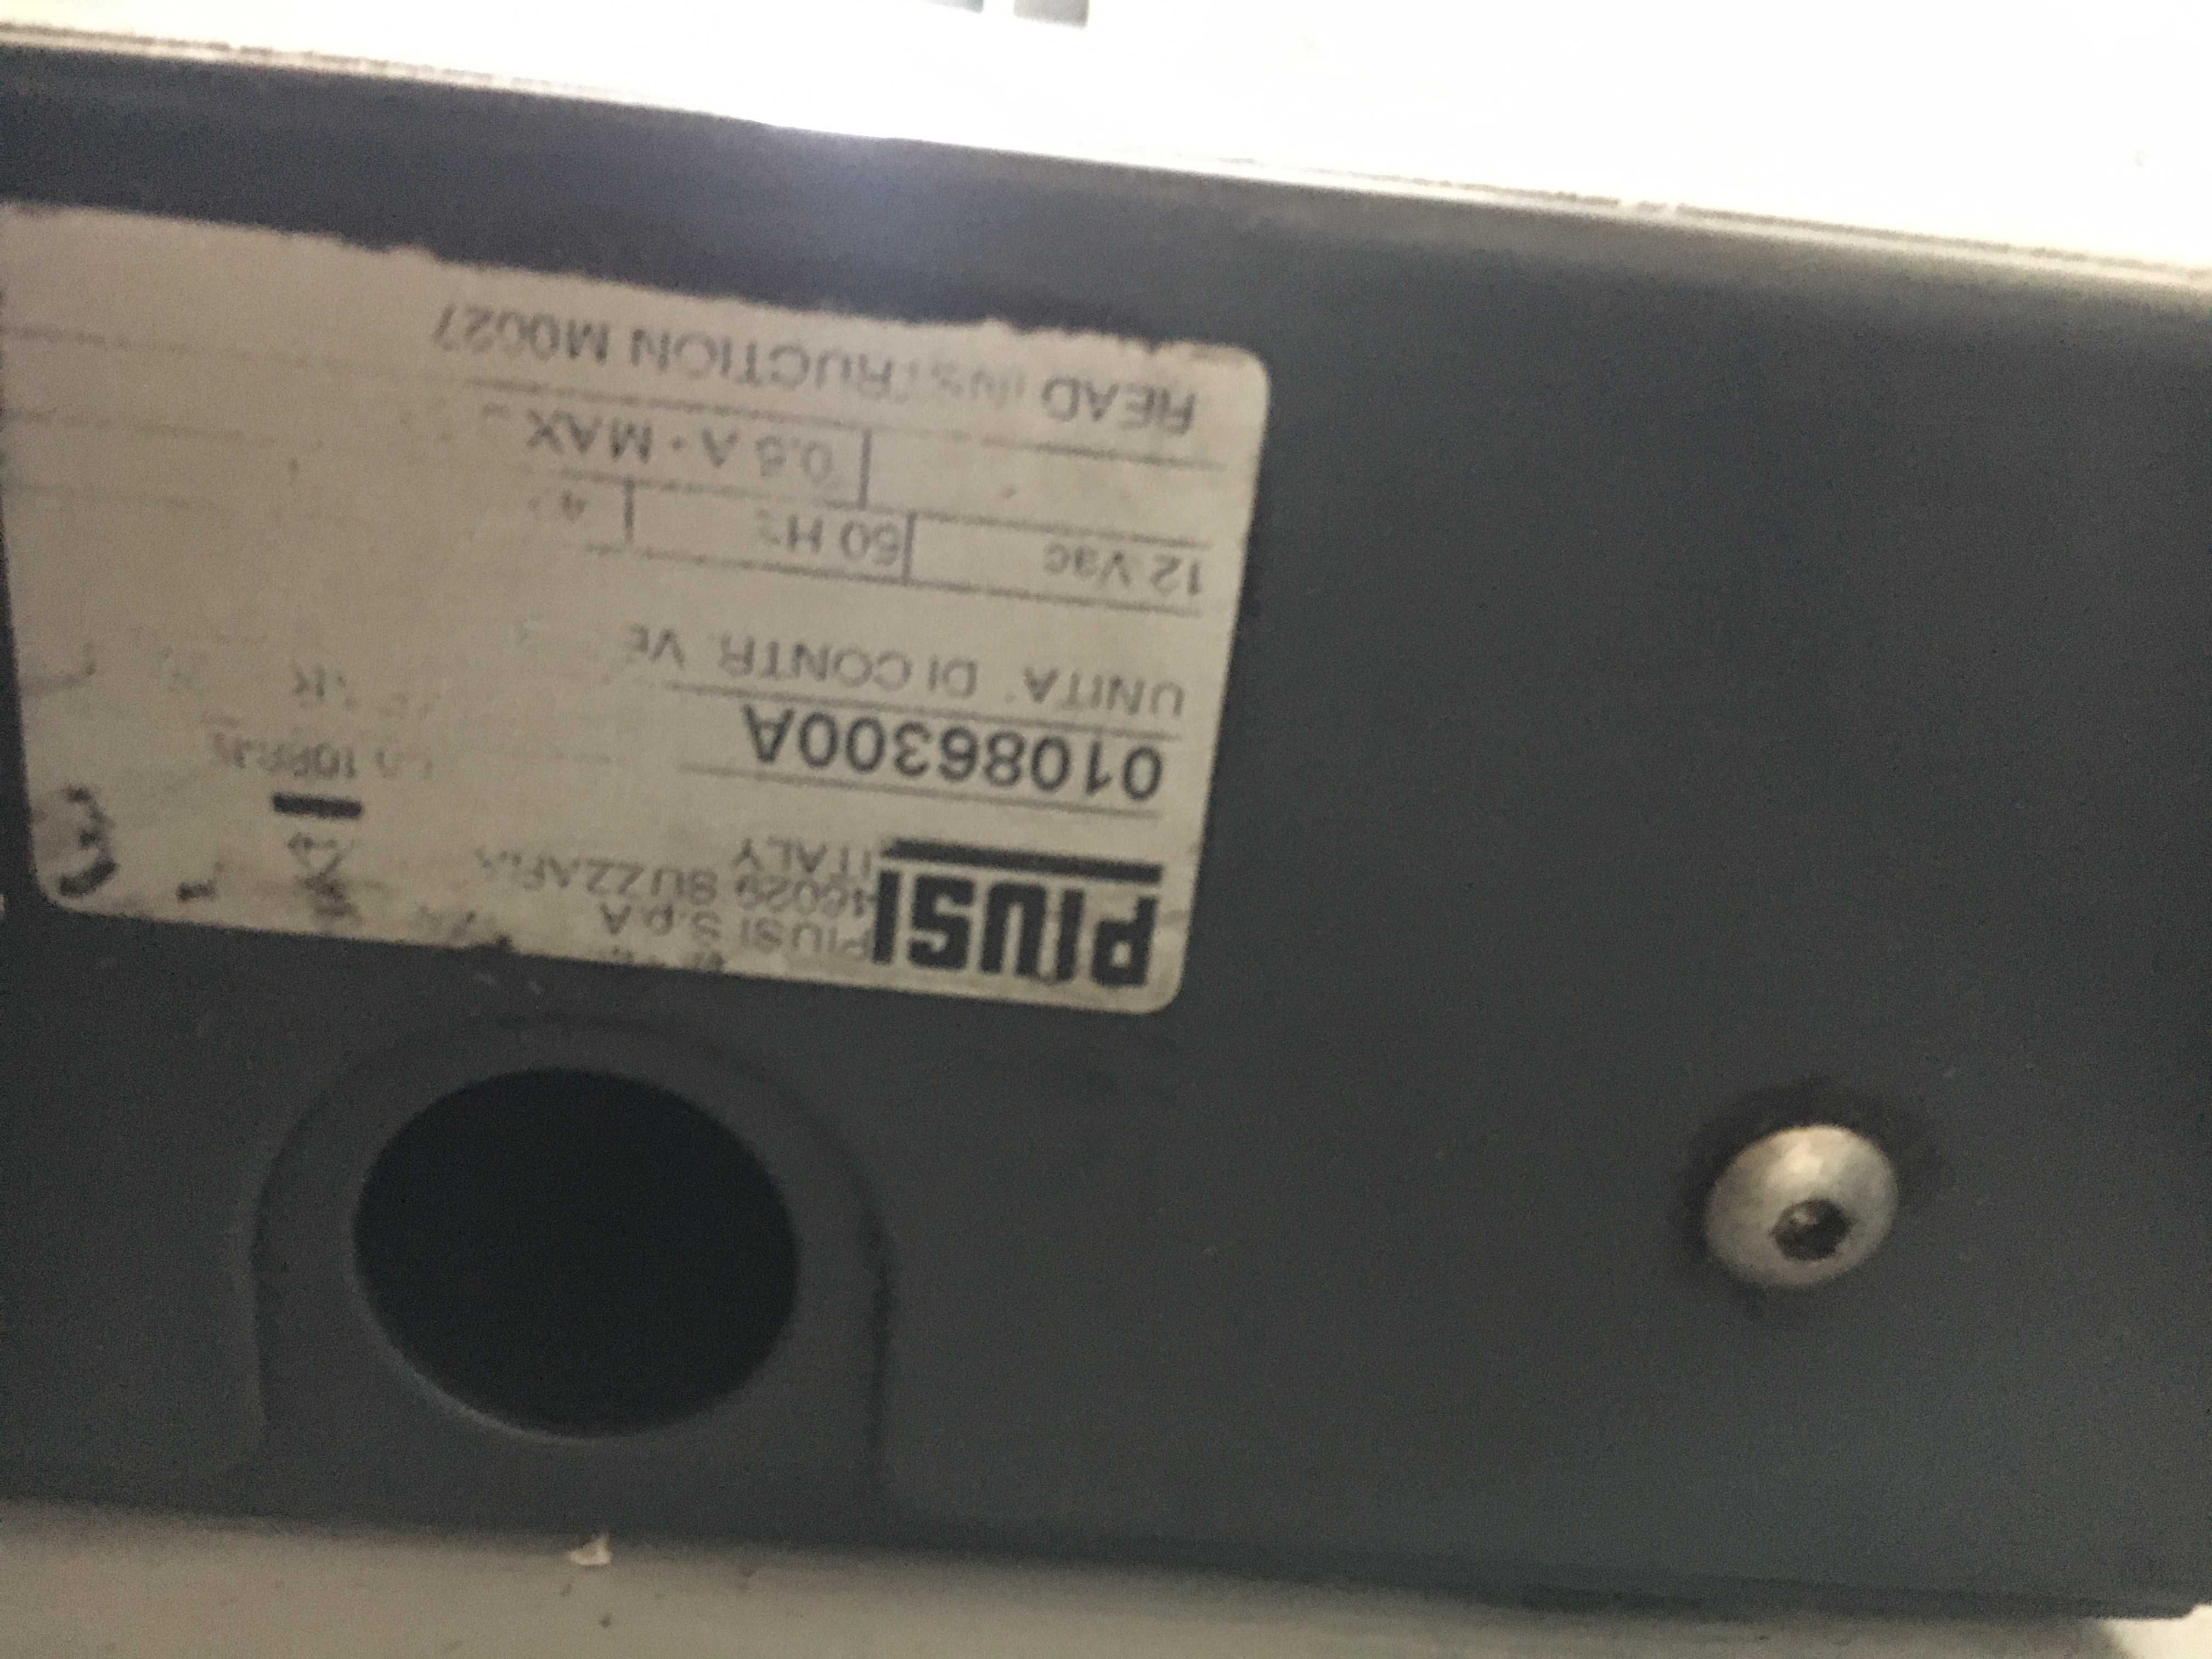 PIUSI
PIUSI S.p.A
46029 SUZZARA
ITALY
01086300A
UNITA' DI CONTR. VE
12 Vac
50 Hz
0.6 A - MAX
READ INSTRUCTION M0027